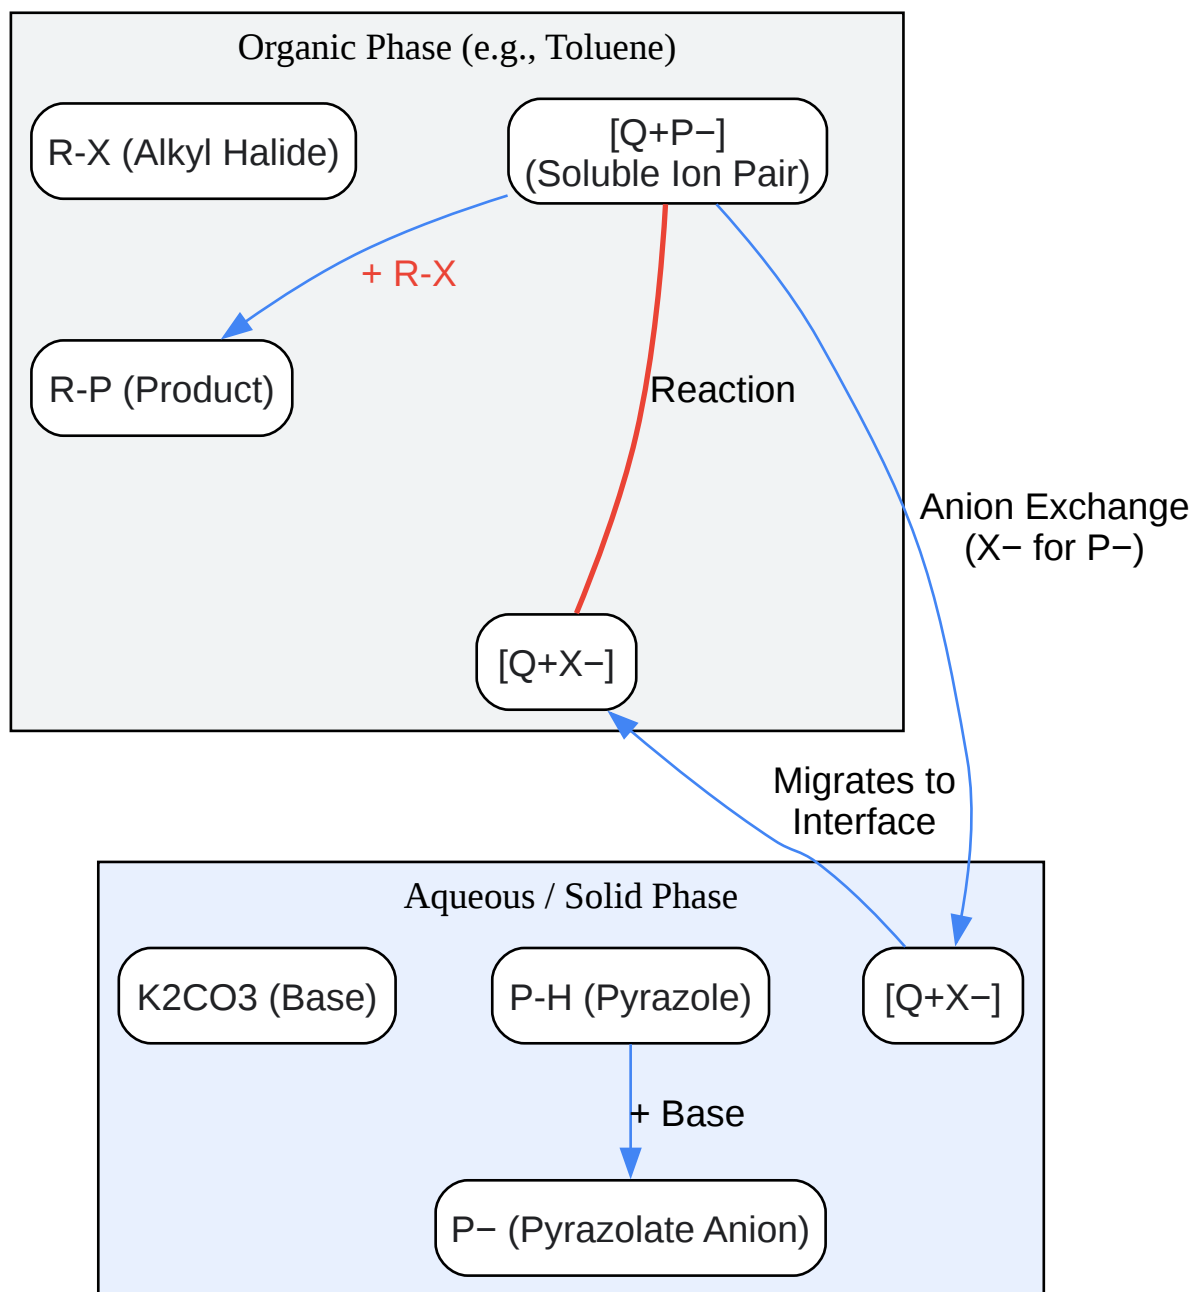 Organic Phase (e.g., Toluene)
R-X (Alkyl Halide)
[Q+P−]
(Soluble Ion Pair)
+ R-X
R-P (Product)
Reaction
Anion Exchange
(X− for P−)
[Q+X−]
Migrates to
Interface
Aqueous / Solid Phase
K2CO3 (Base)
P-H (Pyrazole)
[Q+X−]
+ Base
P− (Pyrazolate Anion)